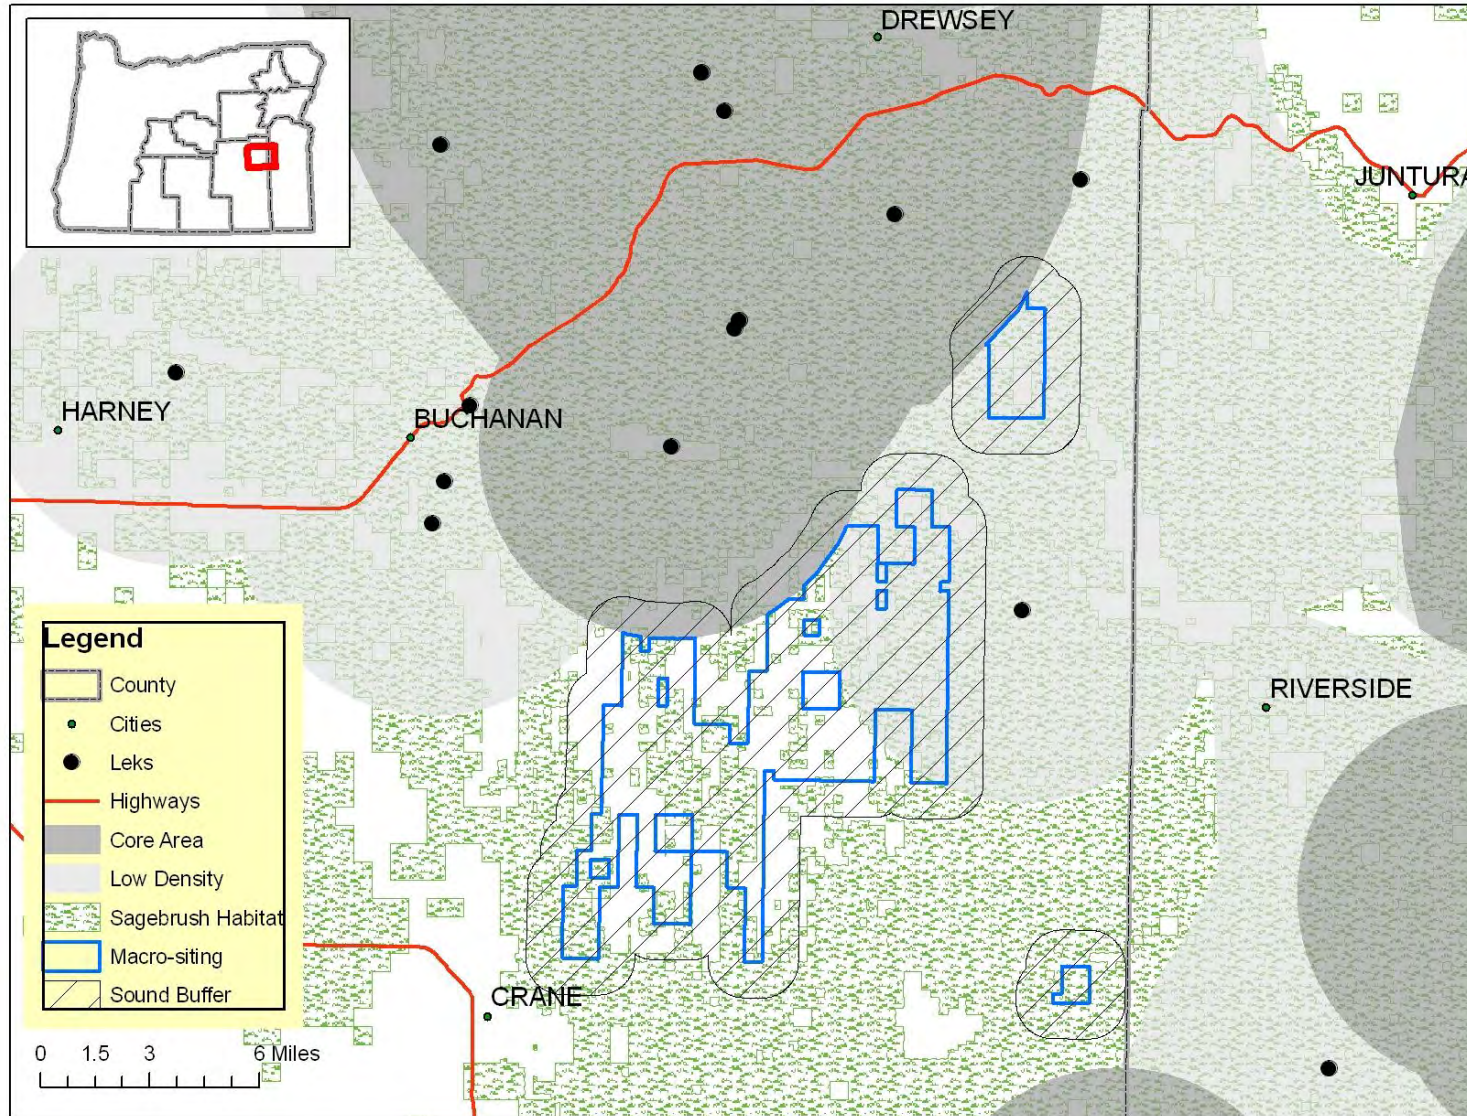 DREWSEY
JUNTURA
HARNEY
BUCHANAN
RIVERSIDE
CRANE
Legend
County
Cities
Leks
Highways
Core Area
Low Density
Sagebrush Habitat
Macro-siting
Sound Buffer
0 1.5 3 6 Miles